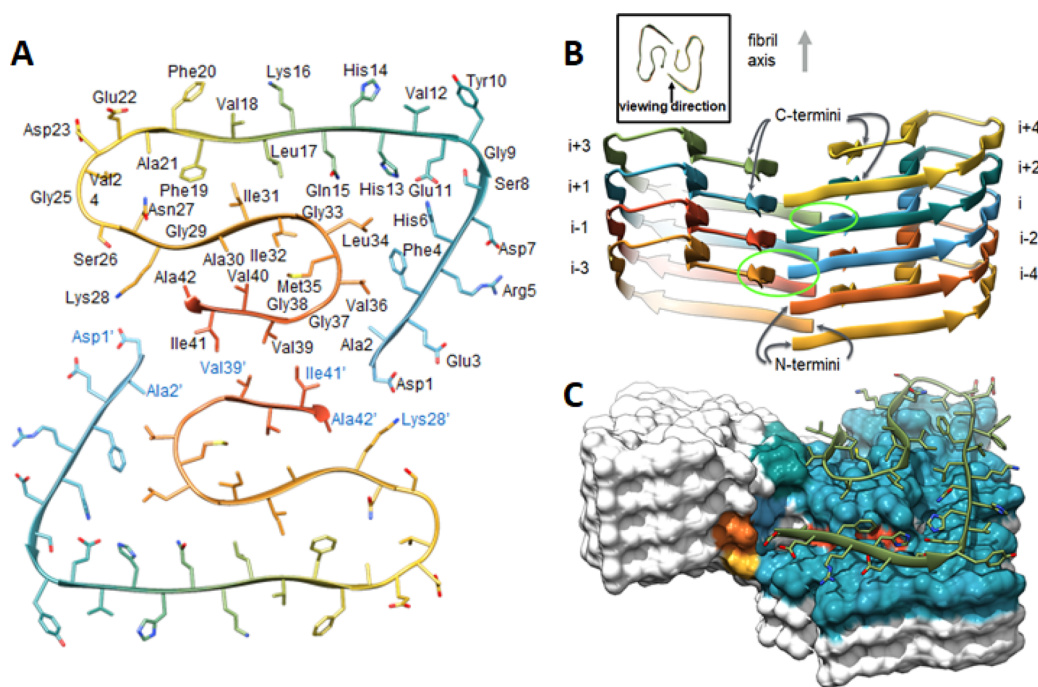 A
Phe20
Lys16
His14
Tyr10
Glu22
Val18
Val12
Asp23
Ala21
Leu17
Gly9
Gly25
Val2
4
Phe19
Gln15
His13
Glu11
Ser8
Asn27
Ile31
Gly29
Gly33
His6
Asp7
Ser26
Ala30
Ile32
Leu34
Phe4
Lys28
Ala42
Val40
Met35
Arg5
Gly38
Val36
Gly37
Asp1'
Ile41
Val39
Ala2
Glu3
Ala2'
Val39'
Ile41'
Asp1
Ala42'
Lys28'
B
viewing direction
fibril
axis
C-termini
i+4
i+3
i+2
i+1
i
i-1
i-2
i-3
i-4
N-termini
C